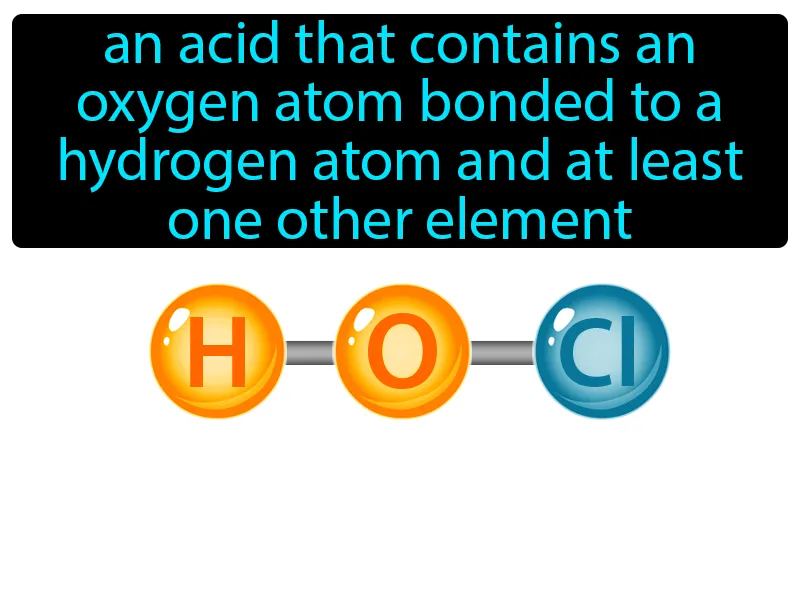 an acid that contains an
oxygen atom bonded to a
hydrogen atom and at least
one other element
H O Cl